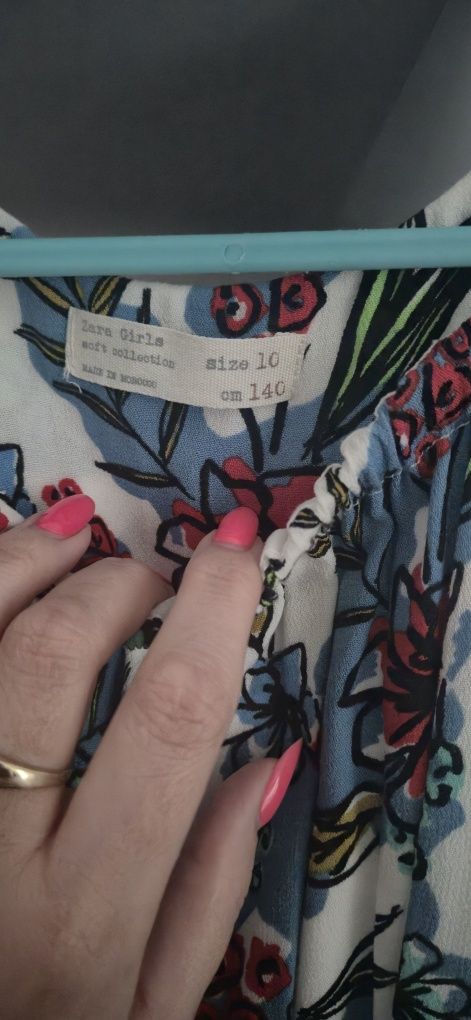 Zara Girls
soft collection
MADE IN MOROCCO
size 10
cm 140